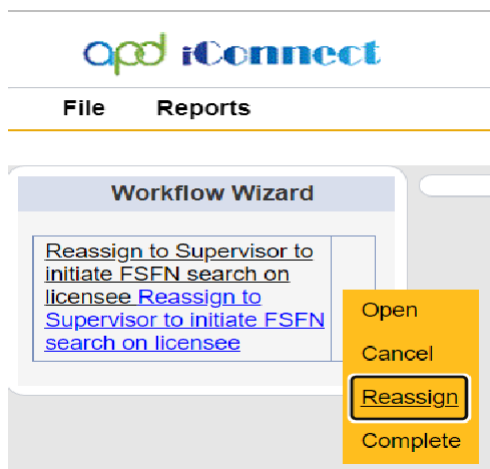 apd iConnect
File Reports
Workflow Wizard
Reassign to Supervisor to
initiate FSFN search on
licensee Reassign to
Supervisor to initiate FSFN
search on licensee
Open
Cancel
Reassign
Complete